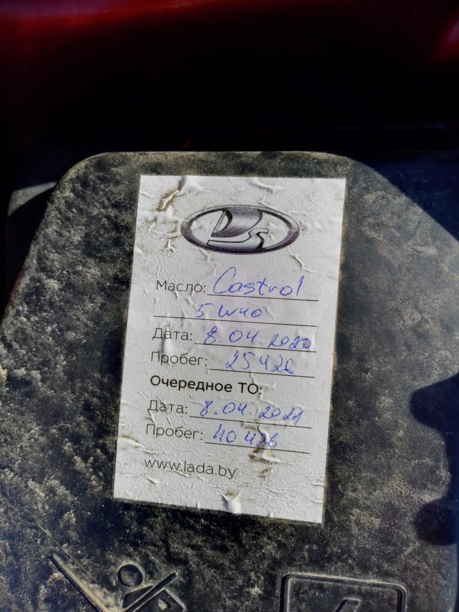 Масло: Castrol
5W40
Дата: 8.04.2020
Пробег: 25426
Очередное ТО:
Дата: 8.04.2021
Пробег: 40426
www.lada.by